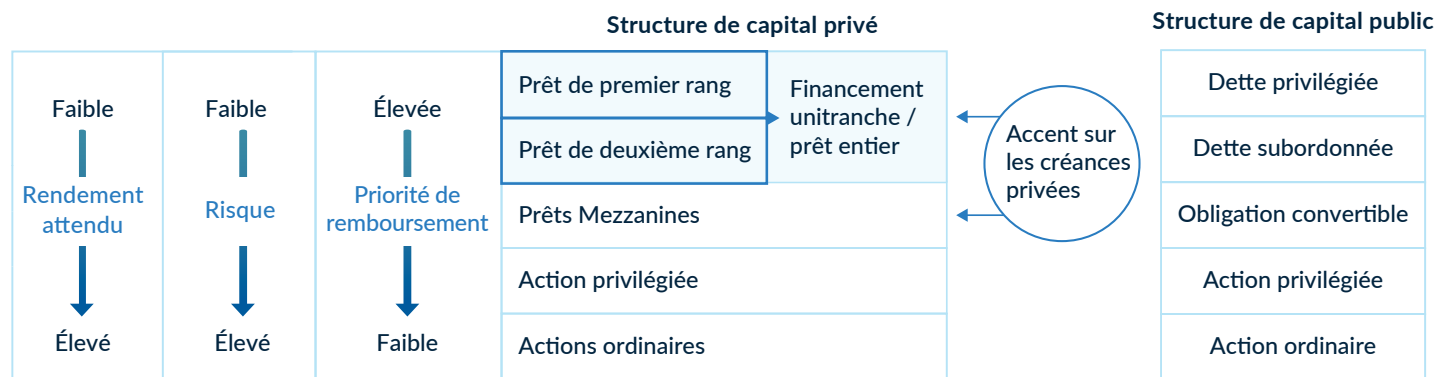 Structure de capital privé
Structure de capital public
Faible
Rendement
attendu
Élevé
Faible
Risque
Élevé
Élevée
Priorité de
remboursement
Faible
Prêt de premier rang
Prêt de deuxième rang
Financement
unitranche /
prêt entier
Prêts Mezzanines
Action privilégiée
Actions ordinaires
Accent sur
les créances
privées
Dette privilégiée
Dette subordonnée
Obligation convertible
Action privilégiée
Action ordinaire